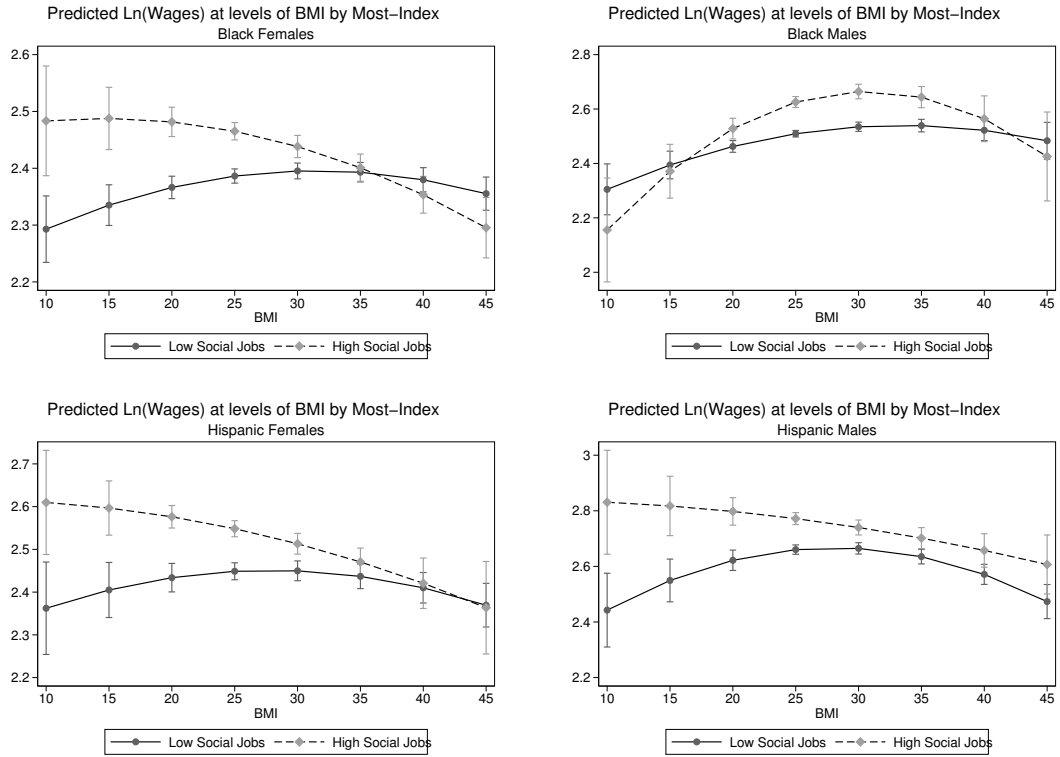 Predicted Ln(Wages) at levels of BMI by Most−Index
Black Females
2.6
2.5
2.4
2.3
2.2
10 15 20 25 30 35 40 45
BMI
Low Social Jobs High Social Jobs
Predicted Ln(Wages) at levels of BMI by Most−Index
Black Males
2.8
2.6
2.4
2.2
2
10 15 20 25 30 35 40 45
BMI
Low Social Jobs High Social Jobs
Predicted Ln(Wages) at levels of BMI by Most−Index
Hispanic Females
2.7
2.6
2.5
2.4
2.3
2.2
10 15 20 25 30 35 40 45
BMI
Low Social Jobs High Social Jobs
Predicted Ln(Wages) at levels of BMI by Most−Index
Hispanic Males
3
2.8
2.6
2.4
2.2
10 15 20 25 30 35 40 45
BMI
Low Social Jobs High Social Jobs